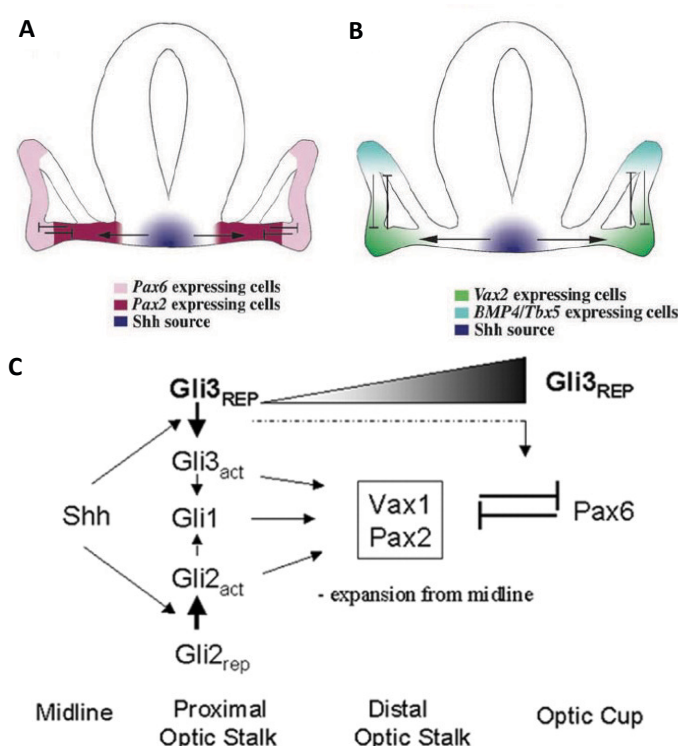 A
B
Pax6 expressing cells
Pax2 expressing cells
Shh source
Vax2 expressing cells
BMP4/Tbx5 expressing cells
Shh source
C
Gli3REP
Gli3REP
Gli3act
Shh
Gli1
Vax1
Pax2
Pax6
Gli2act
- expansion from midline
Gli2rep
Midline
Proximal
Optic Stalk
Distal
Optic Stalk
Optic Cup